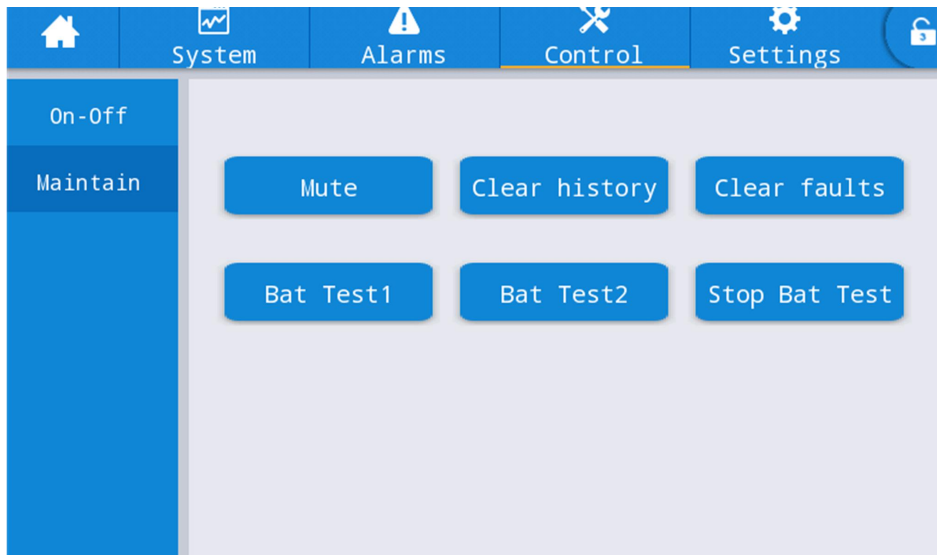 System Alarms Control Settings 3
On-Off
Maintain
Mute Clear history Clear faults
Bat Test1 Bat Test2 Stop Bat Test